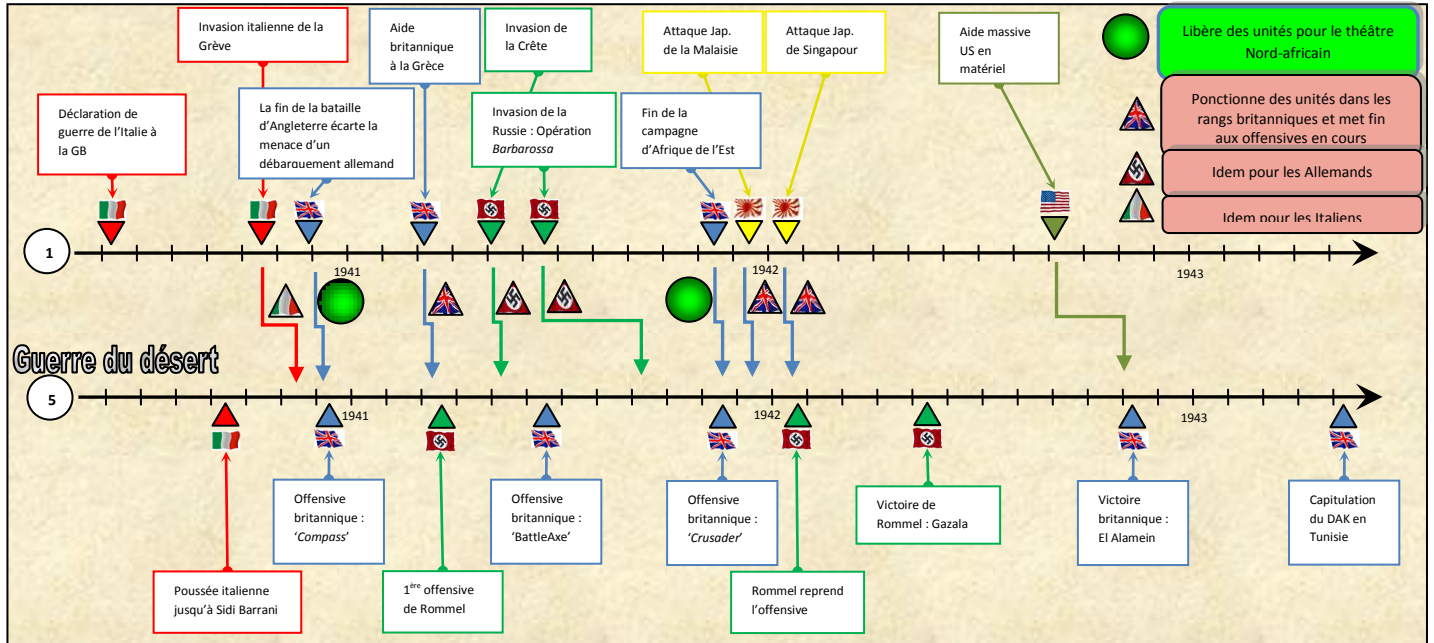 Invasion italienne de la
Grève
Aide
britannique
à la Grèce
Invasion de
la Crête
Attaque Jap.
de la Malaisie
Attaque Jap.
de Singapour
Aide massive
US en
matériel
Libère des unités pour le théâtre
Nord-africain
Déclaration de
guerre de l'Italie à
la GB
La fin de la bataille
d'Angleterre écarte la
menace d'un
débarquement allemand
Invasion de la
Russie : Opération
Barbarossa
Fin de la
campagne
d'Afrique de l'Est
Ponctionne des unités dans les
rangs britanniques et met fin
aux offensives en cours
Idem pour les Allemands
Idem pour les Italiens
1
1941
1942
1943
Guerre du désert
5
1941
1942
1943
Offensive
britannique :
'Compass'
Offensive
britannique :
'BattleAxe'
Offensive
britannique :
'Crusader'
Victoire de
Rommel : Gazala
Victoire
britannique :
El Alamein
Capitulation
du DAK en
Tunisie
Poussée italienne
jusqu'à Sidi Barrani
1ère offensive
de Rommel
Rommel reprend
l'offensive